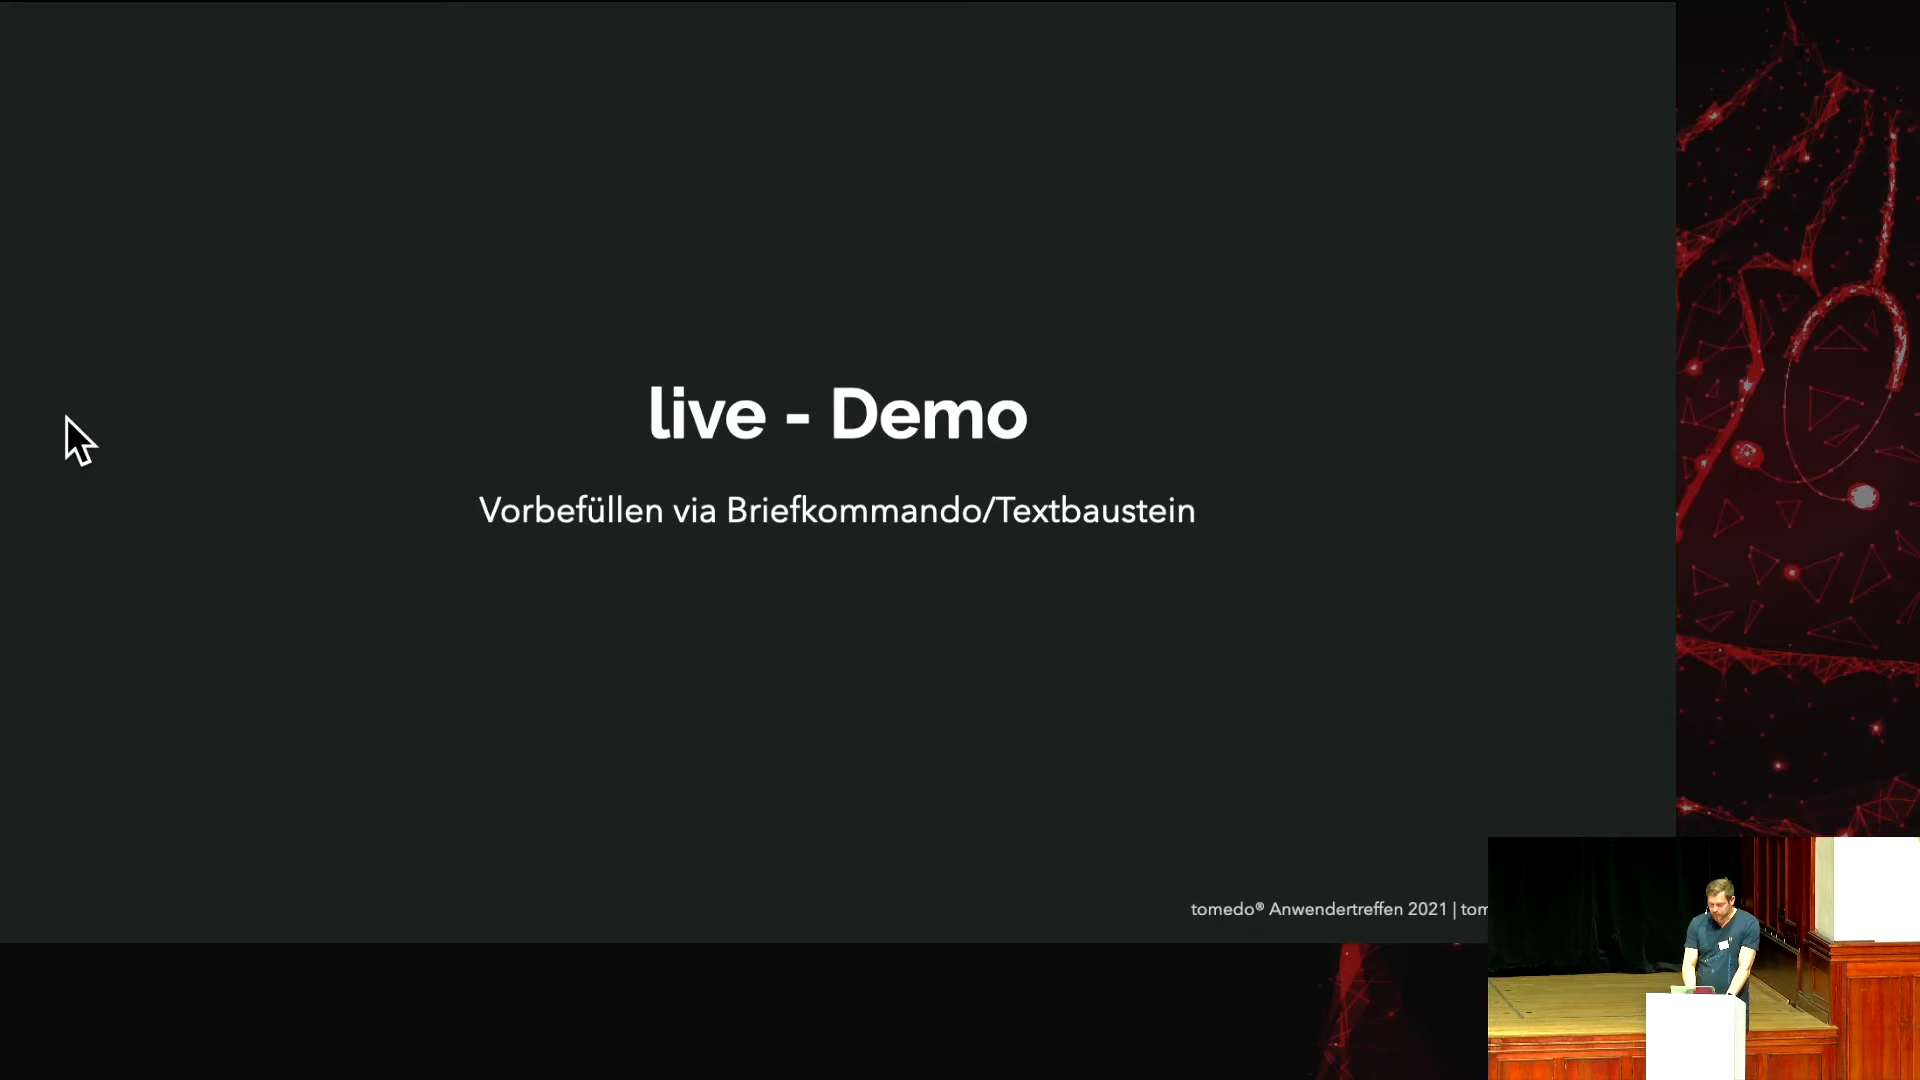 live - Demo
Vorbefüllen via Briefkommando/Textbaustein
tomedo® Anwendertreffen 2021 |